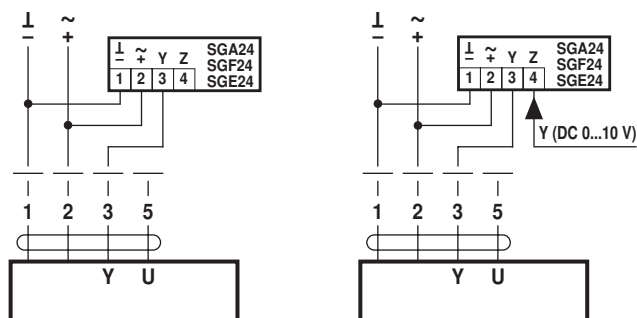 ⊥ ~
– +
⊥ ~ Y Z
– +
1 2 3 4
SGA24
SGF24
SGE24
1 2 3 5
Y U
⊥ ~
– +
⊥ ~ Y Z
– +
1 2 3 4
SGA24
SGF24
SGE24
Y (DC 0...10 V)
1 2 3 5
Y U